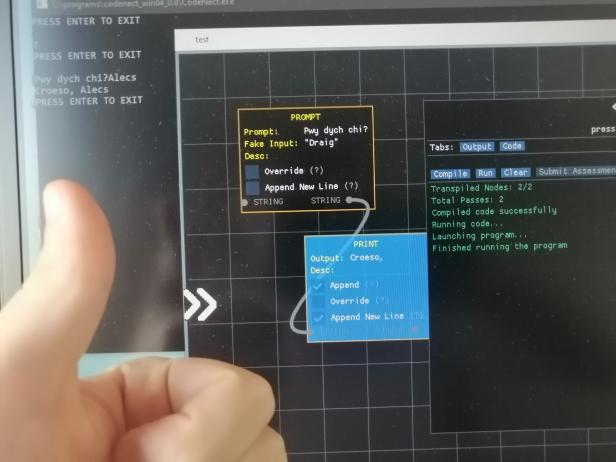 C:\programs\codenect_win64_0.8\CodeNect.exe
PRESS ENTER TO EXIT
?
PRESS ENTER TO EXIT
Pwy dych chi?Alecs
Croeso, Alecs
PRESS ENTER TO EXIT
test
PROMPT
Prompt: Pwy dych chi?
Fake Input: "Draig"
Desc:
Override (?)
Append New Line (?)
STRING STRING
PRINT
Output: Croeso,
Desc:
Append (?)
Override (?)
Append New Line (?)
press
Tabs: Output Code
Compile Run Clear Submit Assessmen
Transpiled Nodes: 2/2
Total Passes: 2
Compiled code successfully
Running code...
Launching program...
Finished running the program